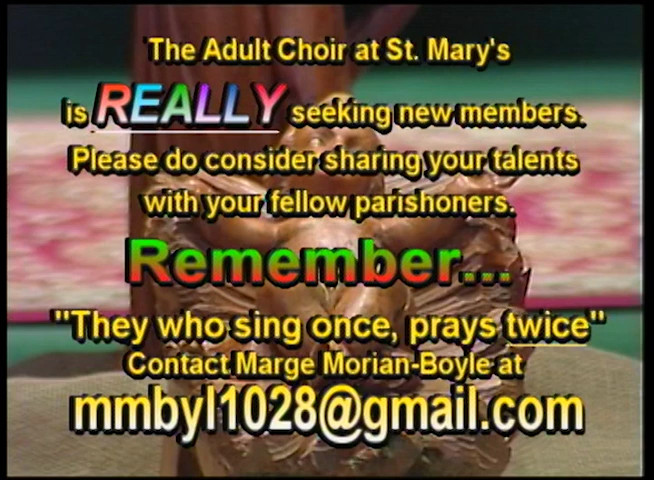 The Adult Choir at St. Mary's
is REALLY seeking new members.
Please do consider sharing your talents
with your fellow parishoners.
Remember...
"They who sing once, prays twice"
Contact Marge Morian-Boyle at
mmbyl1028@gmail.com